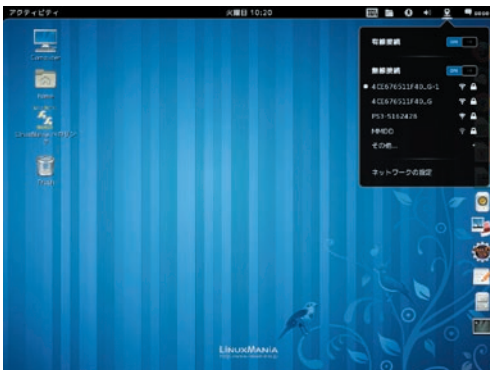 アクティビティ
火曜日 10:20
有線接続
ON
無線接続
ON
4CE676511F40_G-1
4CE676511F40_G
PS3-5162426
その他...
ネットワークの設定
Computer
home
Trash
LINUXMANIA